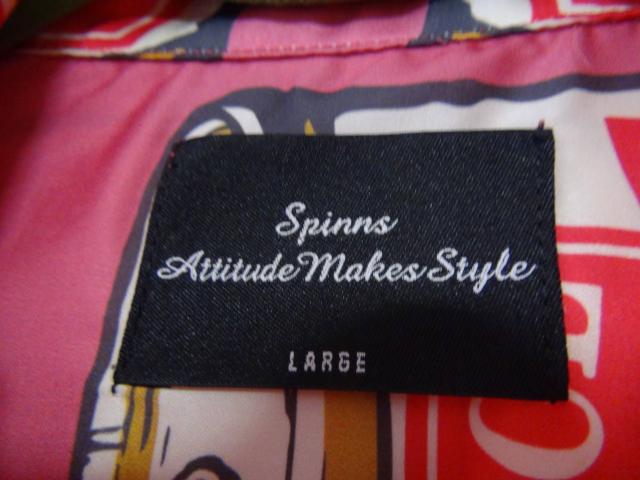 Spinns
Attitude Makes Style
LARGE